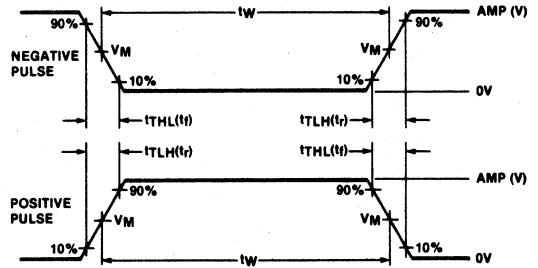 tW
AMP (V)
90%
90%
NEGATIVE
PULSE
VM
VM
10%
10%
0V
tTHL(tf)
tTLH(tr)
tTLH(tr)
tTHL(tf)
AMP (V)
90%
90%
POSITIVE
PULSE
VM
VM
10%
10%
tW
0V